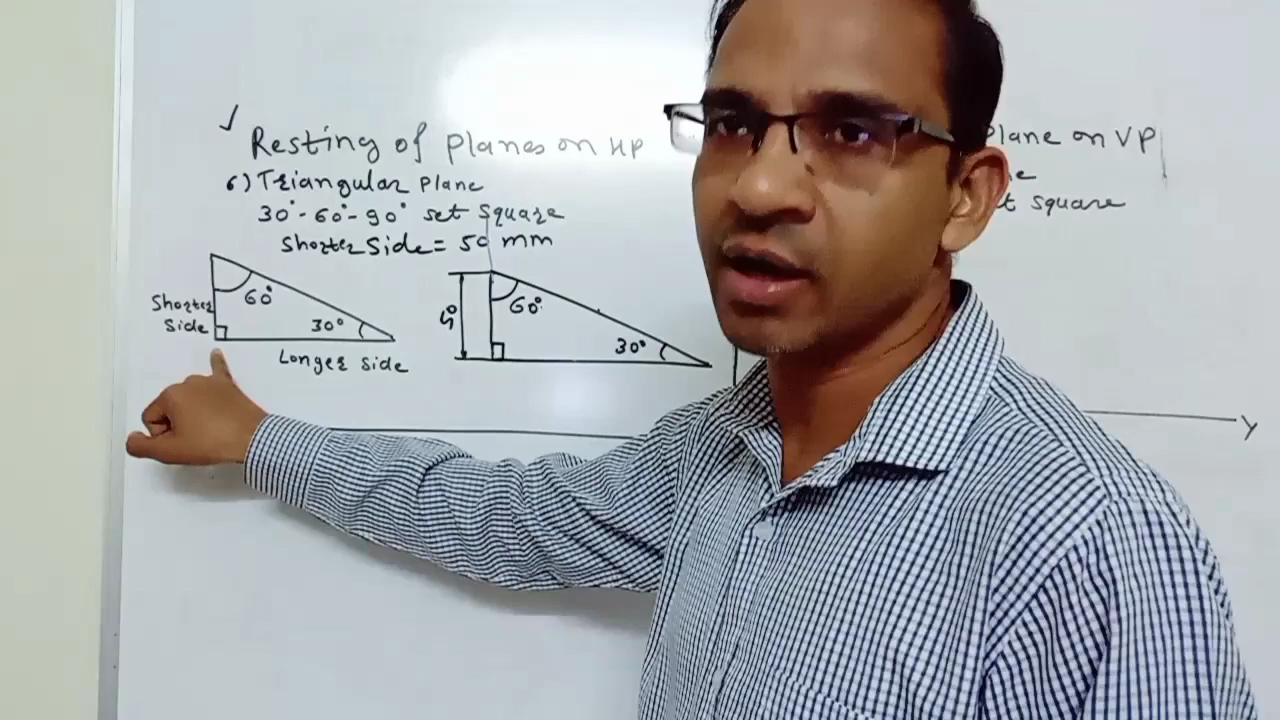 ✓ Resting of planes on HP
6) Triangular plane
30°-60°-90° set square
Shorter side = 50 mm
Shorter
Side
60°
30°
Longer side
60°
30°
Plane on VP
square
Y